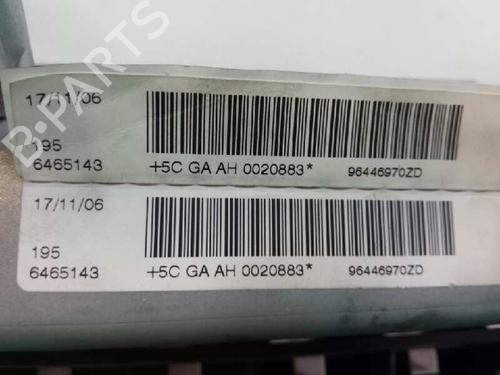 B-PARTS
17/11/06
195
6465143
+5C GA AH 0020883*
96446970ZD
17/11/06
195
6465143
+5C GA AH 0020883*
96446970ZD